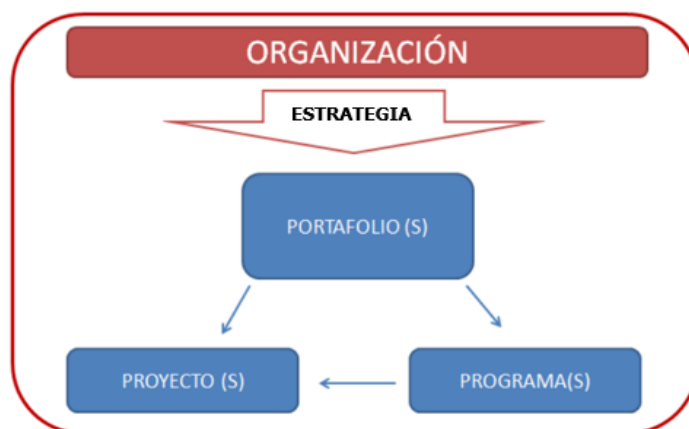 ORGANIZACIÓN
ESTRATEGIA
PORTAFOLIO (S)
PROYECTO (S)
PROGRAMA(S)